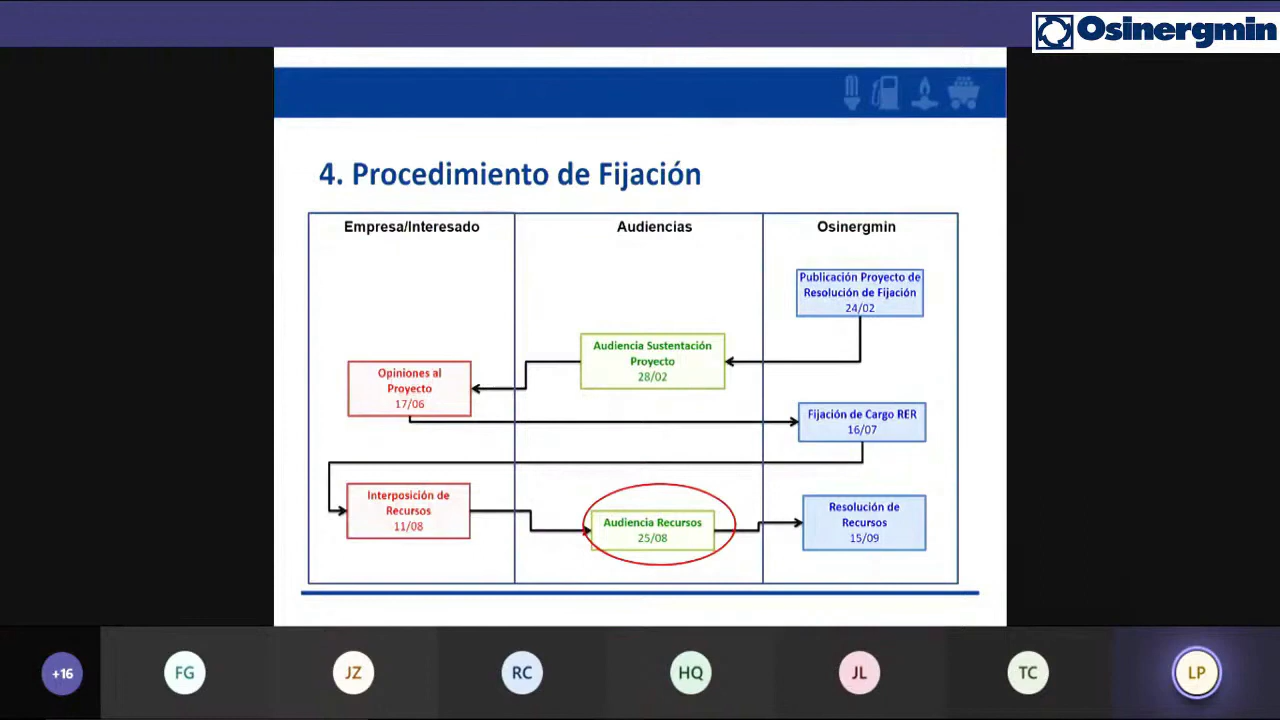 Osinergmin
4. Procedimiento de Fijación
Empresa/Interesado
Audiencias
Osinergmin
Publicación Proyecto de
Resolución de Fijación
24/02
Audiencia Sustentación
Proyecto
28/02
Opiniones al
Proyecto
17/06
Fijación de Cargo RER
16/07
Interposición de
Recursos
11/08
Audiencia Recursos
25/08
Resolución de
Recursos
15/09
+16
FG
JZ
RC
HQ
JL
TC
LP